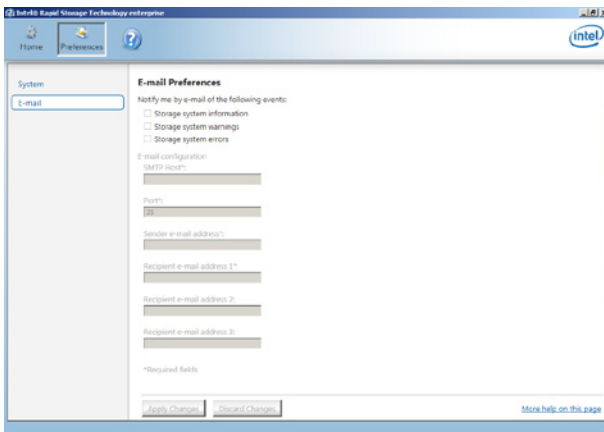 Intel® Rapid Storage Technology enterprise
Home
Preferences
?
intel
System
E-mail
E-mail Preferences
Notify me by e-mail of the following events:
Storage system information
Storage system warnings
Storage system errors
E-mail configuration:
SMTP Host*:
Port*:
25
Sender e-mail address*:
Recipient e-mail address 1*:
Recipient e-mail address 2:
Recipient e-mail address 3:
*Required fields
Apply Changes
Discard Changes
More help on this page